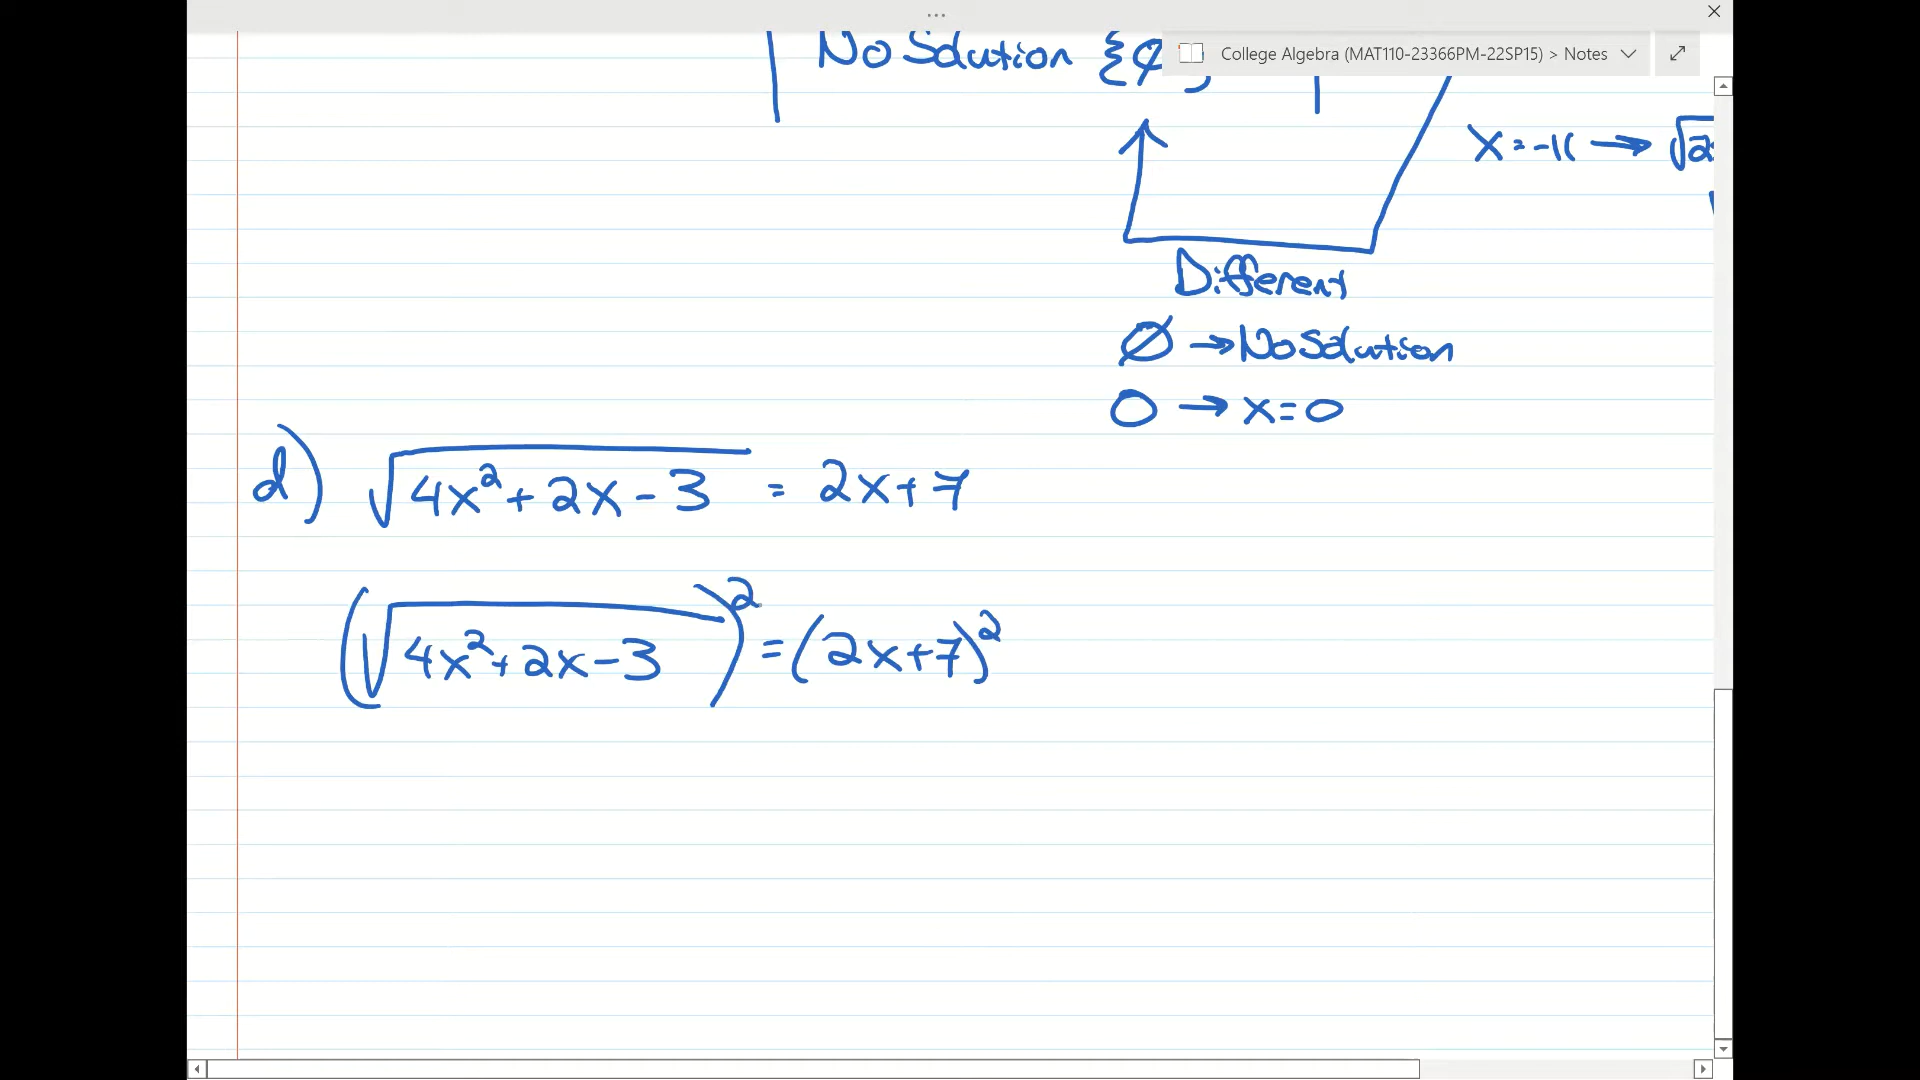 College Algebra (MAT110-23366PM-22SP15) > Notes
No Solution {∅}
x = -11 → √2
Different
∅ → No Solution
0 → x = 0
d) √(4x² + 2x - 3) = 2x + 7
(√(4x² + 2x - 3))² = (2x + 7)²